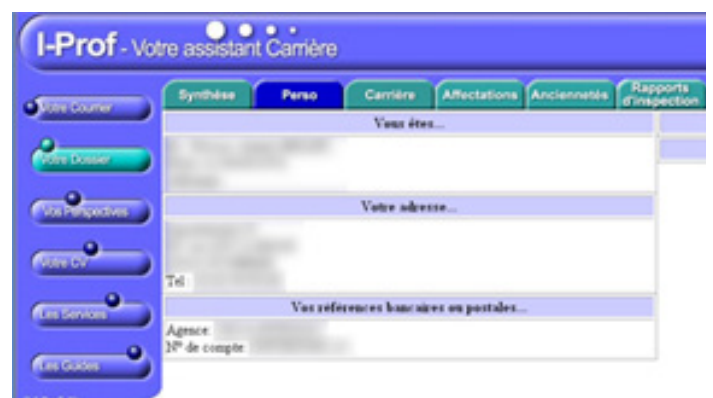 I-Prof - Votre assistant Carrière
Synthèse Perso Carrière Affectations Anciennetés Rapports d'inspection
Votre Courrier
Votre Dossier
Vos Perspectives
Votre CV
Les Services
Les Guides
Vous êtes...
Votre adresse...
Tel :
Vos références bancaires ou postales...
Agence:
N° de compte